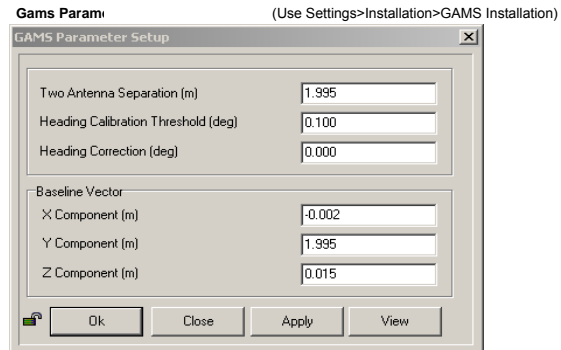 Gams Param (Use Settings>Installation>GAMS Installation)
GAMS Parameter Setup
Two Antenna Separation (m) 1.995
Heading Calibration Threshold (deg) 0.100
Heading Correction (deg) 0.000
Baseline Vector
X Component (m) -0.002
Y Component (m) 1.995
Z Component (m) 0.015
Ok Close Apply View